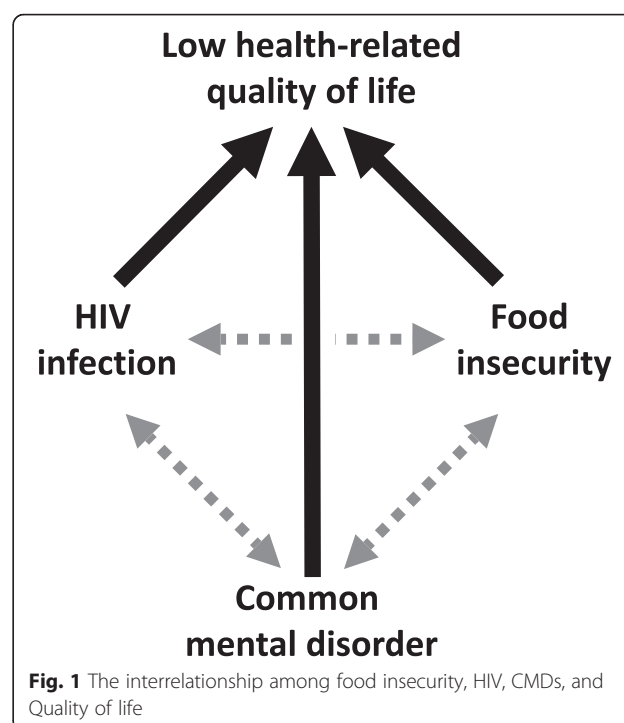 Low health-related
quality of life
HIV
infection
Food
insecurity
Common
mental disorder
Fig. 1 The interrelationship among food insecurity, HIV, CMDs, and
Quality of life